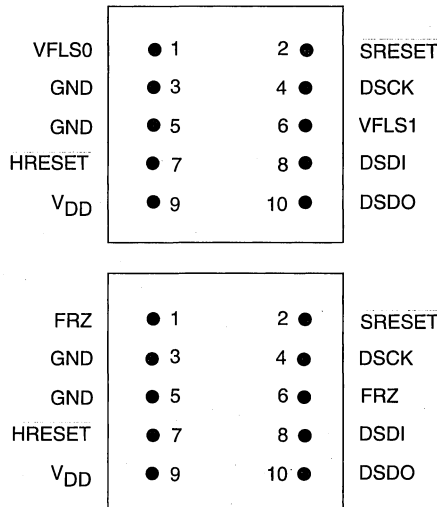 VFLS0 1 2 SRESET
GND 3 4 DSCK
GND 5 6 VFLS1
HRESET 7 8 DSDI
VDD 9 10 DSDO
FRZ 1 2 SRESET
GND 3 4 DSCK
GND 5 6 FRZ
HRESET 7 8 DSDI
VDD 9 10 DSDO